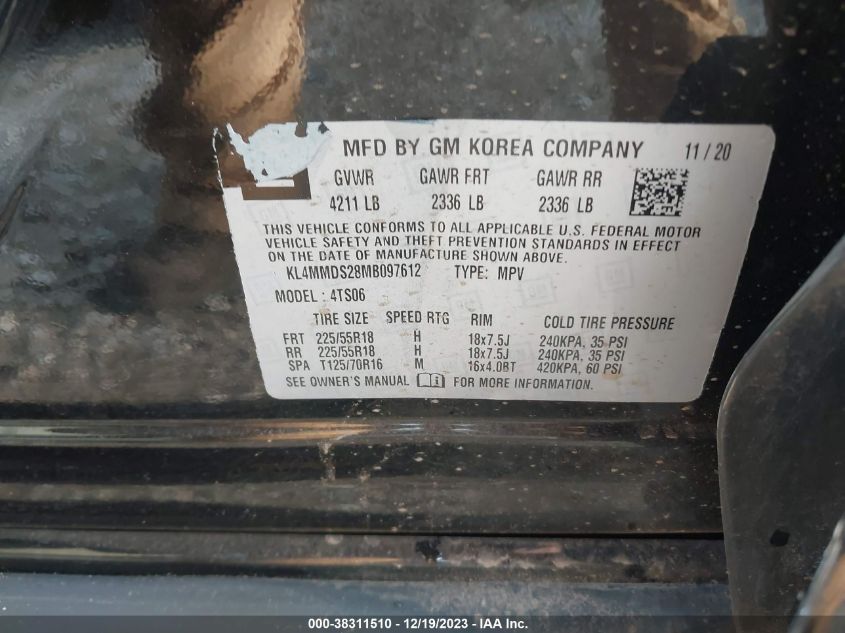 MFD BY GM KOREA COMPANY 11/20
GVWR GAWR FRT GAWR RR
4211 LB 2336 LB 2336 LB
THIS VEHICLE CONFORMS TO ALL APPLICABLE U.S. FEDERAL MOTOR
VEHICLE SAFETY AND THEFT PREVENTION STANDARDS IN EFFECT
ON THE DATE OF MANUFACTURE SHOWN ABOVE.
KL4MMDS28MB097612 TYPE: MPV
MODEL : 4TS06
TIRE SIZE SPEED RTG RIM COLD TIRE PRESSURE
FRT 225/55R18 H 18x7.5J 240KPA, 35 PSI
RR 225/55R18 H 18x7.5J 240KPA, 35 PSI
SPA T125/70R16 M 16x4.0BT 420KPA, 60 PSI
SEE OWNER'S MANUAL FOR MORE INFORMATION.
000-38311510 - 12/19/2023 - IAA Inc.